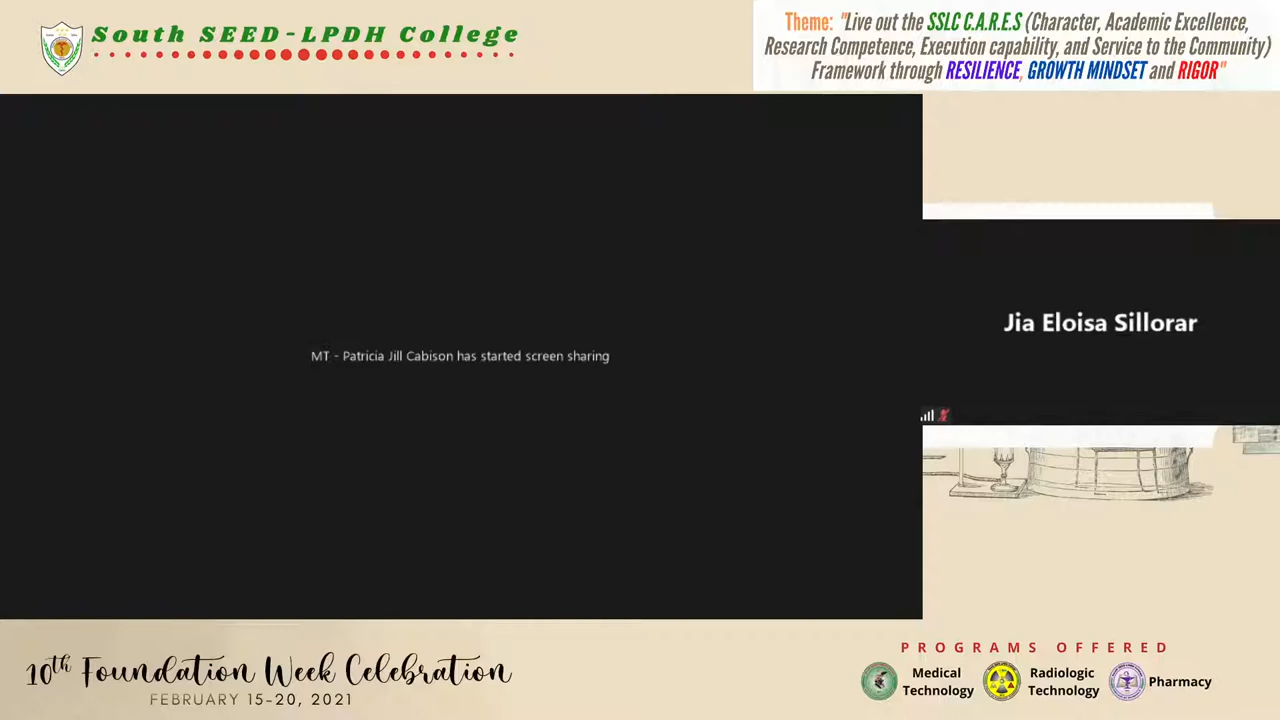 South SEED-LPDH College
Theme: "Live out the SSLC C.A.R.E.S (Character, Academic Excellence,
Research Competence, Execution capability, and Service to the Community)
Framework through RESILIENCE, GROWTH MINDSET and RIGOR"
MT - Patricia Jill Cabison has started screen sharing
Jia Eloisa Sillorar
10th Foundation Week Celebration
FEBRUARY 15-20, 2021
PROGRAMS OFFERED
Medical
Technology
Radiologic
Technology
Pharmacy